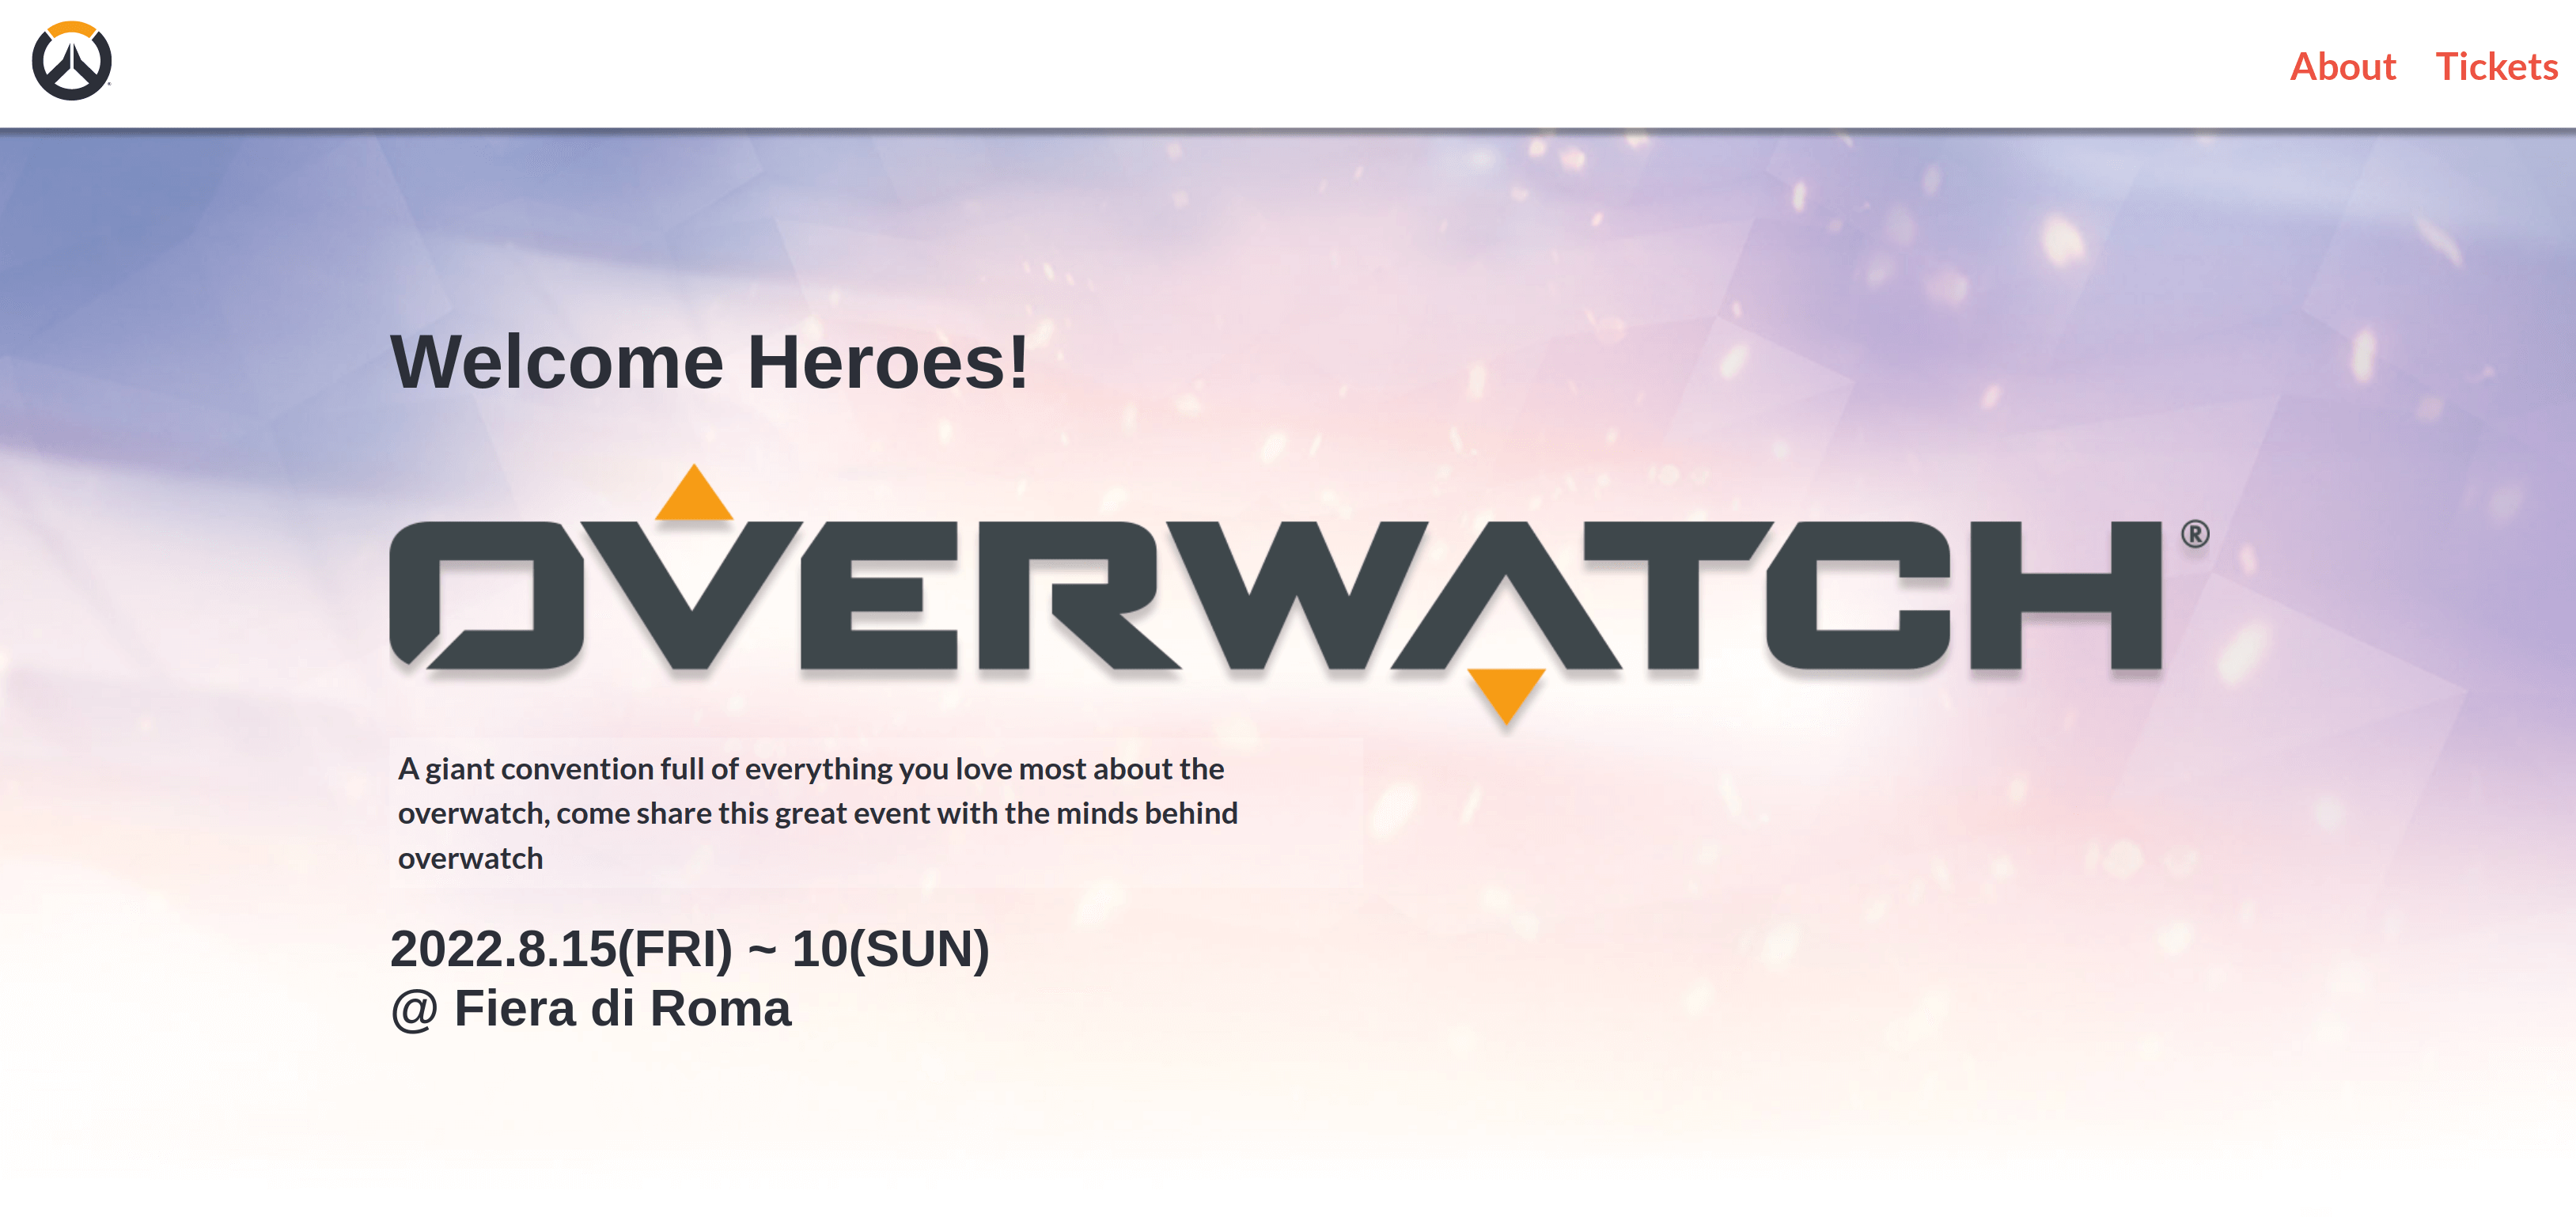 About Tickets
Welcome Heroes!
OVERWATCH®
A giant convention full of everything you love most about the
overwatch, come share this great event with the minds behind
overwatch
2022.8.15(FRI) ~ 10(SUN)
@ Fiera di Roma